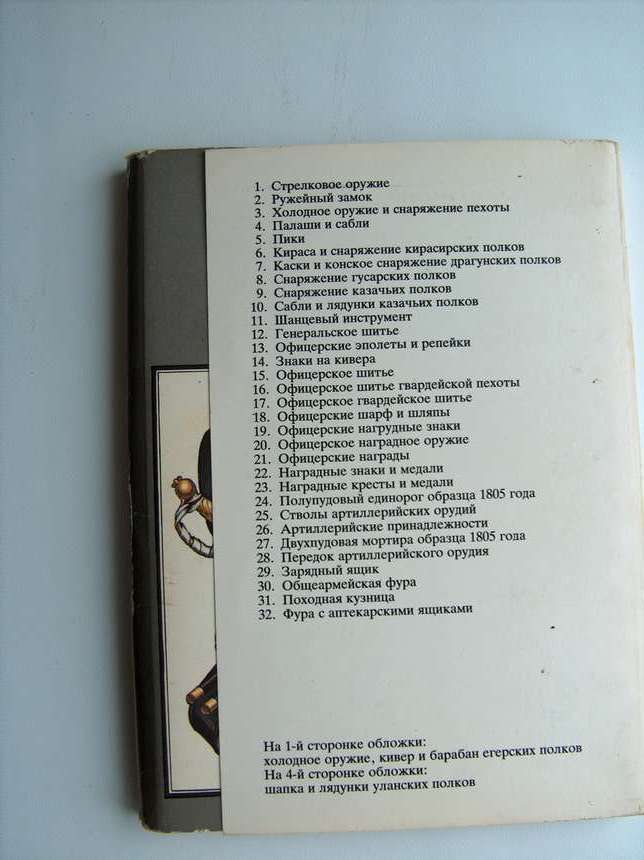 1. Стрелковое оружие
2. Ружейный замок
3. Холодное оружие и снаряжение пехоты
4. Палаши и сабли
5. Пики
6. Кираса и снаряжение кирасирских полков
7. Каски и конское снаряжение драгунских полков
8. Снаряжение гусарских полков
9. Снаряжение казачьих полков
10. Сабли и лядунки казачьих полков
11. Шанцевый инструмент
12. Генеральское шитье
13. Офицерские эполеты и репейки
14. Знаки на кивера
15. Офицерское шитье
16. Офицерское шитье гвардейской пехоты
17. Офицерское гвардейское шитье
18. Офицерские шарф и шляпы
19. Офицерские нагрудные знаки
20. Офицерское наградное оружие
21. Офицерские награды
22. Наградные знаки и медали
23. Наградные кресты и медали
24. Полупудовый единорог образца 1805 года
25. Стволы артиллерийских орудий
26. Артиллерийские принадлежности
27. Двухпудовая мортира образца 1805 года
28. Передок артиллерийского орудия
29. Зарядный ящик
30. Общеармейская фура
31. Походная кузница
32. Фура с аптекарскими ящиками
На 1-й сторонке обложки:
холодное оружие, кивер и барабан егерских полков
На 4-й сторонке обложки:
шапка и лядунки уланских полков